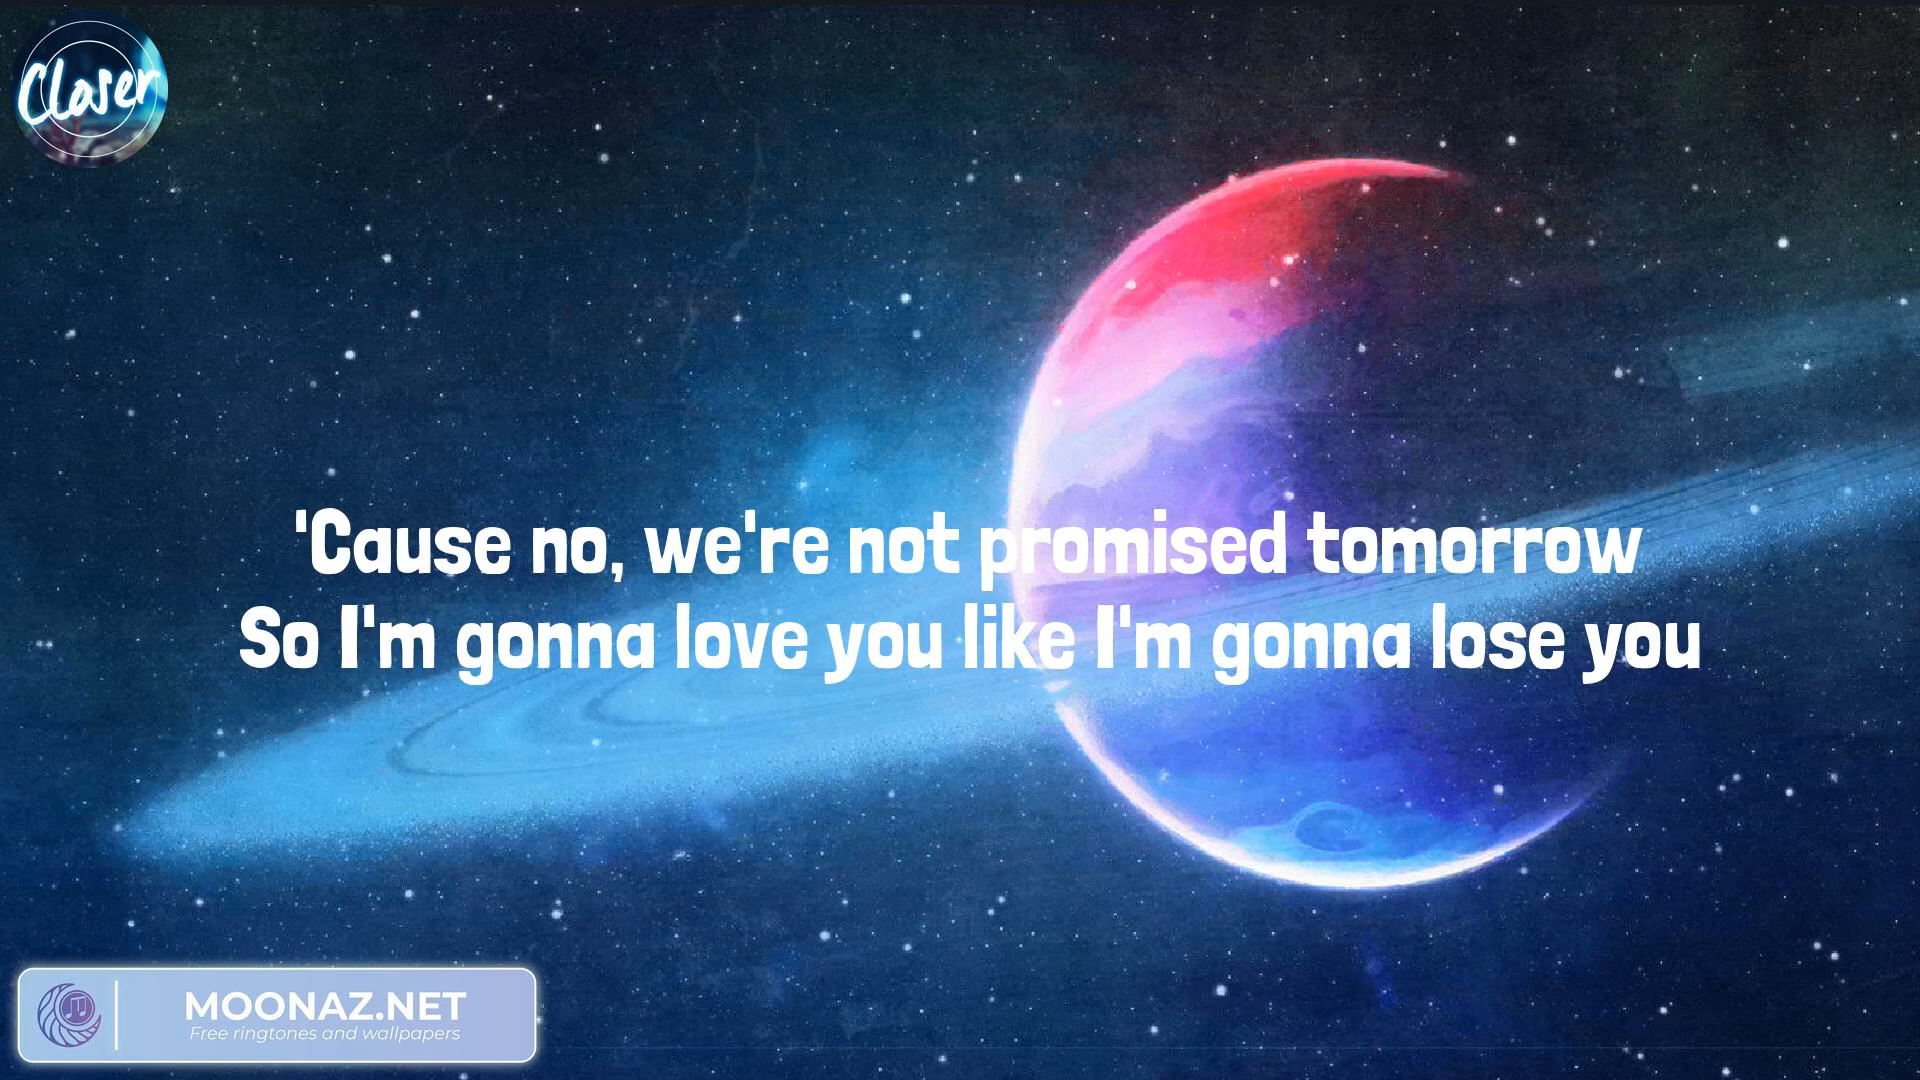 Closer
'Cause no, we're not promised tomorrow
So I'm gonna love you like I'm gonna lose you
MOONAZ.NET
Free ringtones and wallpapers